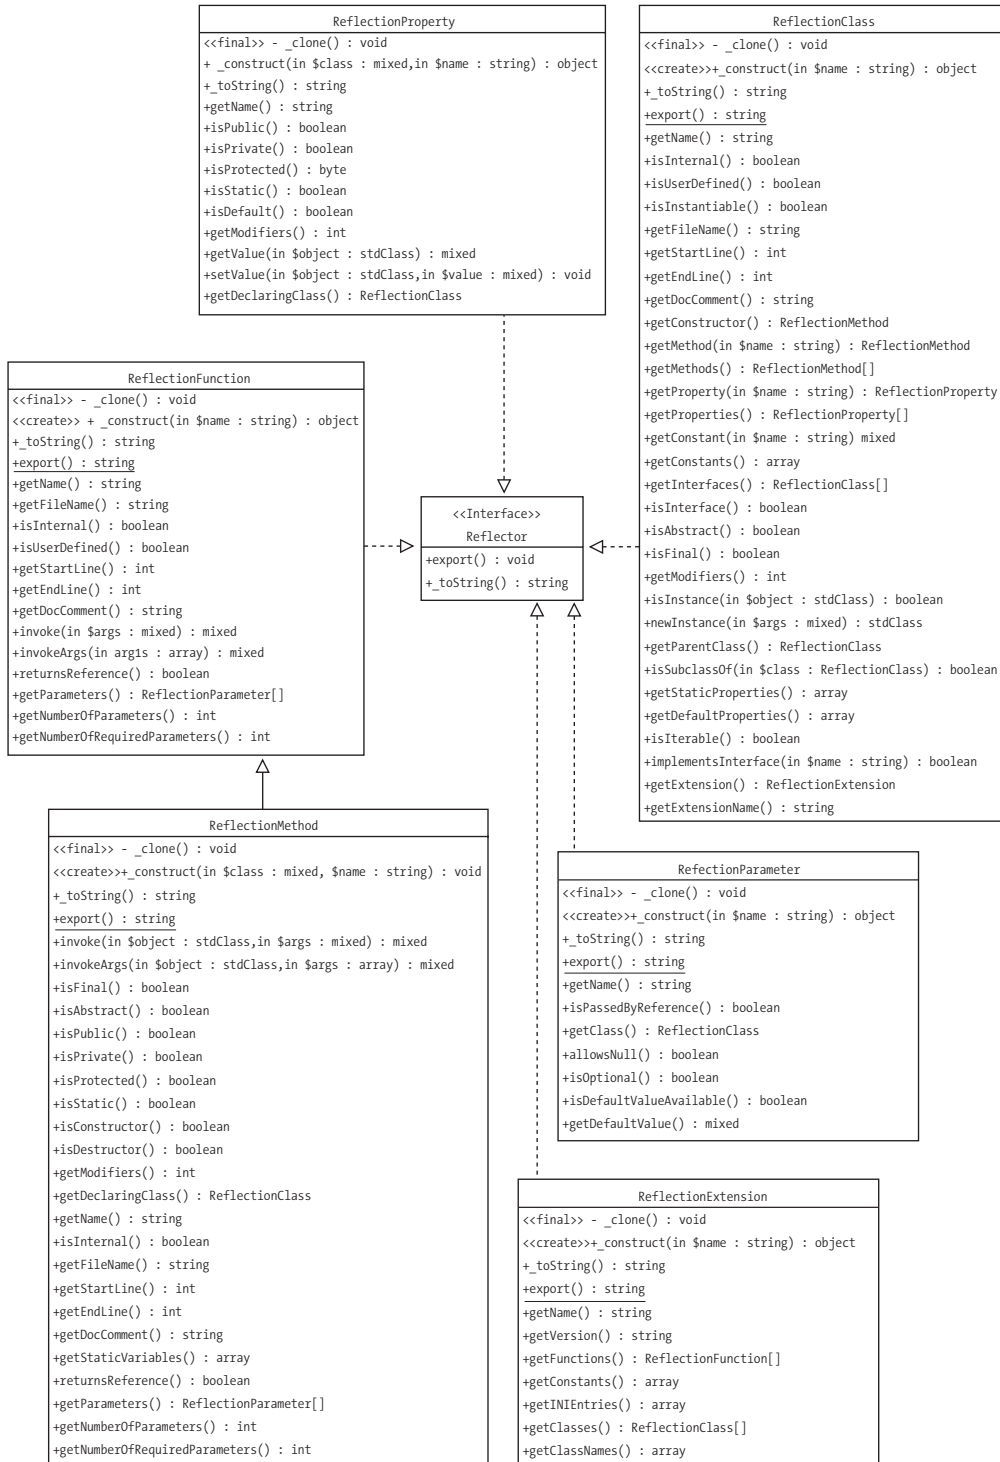 ReflectionProperty
<<final>> - _clone() : void
+ _construct(in $class : mixed,in $name : string) : object
+_toString() : string
+getName() : string
+isPublic() : boolean
+isPrivate() : boolean
+isProtected() : byte
+isStatic() : boolean
+isDefault() : boolean
+getModifiers() : int
+getValue(in $object : stdClass) : mixed
+setValue(in $object : stdClass,in $value : mixed) : void
+getDeclaringClass() : ReflectionClass
ReflectionClass
<<final>> - _clone() : void
<<create>>+_construct(in $name : string) : object
+_toString() : string
+export() : string
+getName() : string
+isInternal() : boolean
+isUserDefined() : boolean
+isInstantiable() : boolean
+getFileName() : string
+getStartLine() : int
+getEndLine() : int
+getDocComment() : string
+getConstructor() : ReflectionMethod
+getMethod(in $name : string) : ReflectionMethod
+getMethods() : ReflectionMethod[]
+getProperty(in $name : string) : ReflectionProperty
+getProperties() : ReflectionProperty[]
+getConstant(in $name : string) mixed
+getConstants() : array
+getInterfaces() : ReflectionClass[]
+isInterface() : boolean
+isAbstract() : boolean
+isFinal() : boolean
+getModifiers() : int
+isInstance(in $object : stdClass) : boolean
+newInstance(in $args : mixed) : stdClass
+getParentClass() : ReflectionClass
+isSubclassOf(in $class : ReflectionClass) : boolean
+getStaticProperties() : array
+getDefaultProperties() : array
+isIterable() : boolean
+implementsInterface(in $name : string) : boolean
+getExtension() : ReflectionExtension
+getExtensionName() : string
ReflectionFunction
<<final>> - _clone() : void
<<create>> + _construct(in $name : string) : object
+_toString() : string
+export() : string
+getName() : string
+getFileName() : string
+isInternal() : boolean
+isUserDefined() : boolean
+getStartLine() : int
+getEndLine() : int
+getDocComment() : string
+invoke(in $args : mixed) : mixed
+invokeArgs(in arg1s : array) : mixed
+returnsReference() : boolean
+getParameters() : ReflectionParameter[]
+getNumberOfParameters() : int
+getNumberOfRequiredParameters() : int
<<Interface>>
Reflector
+export() : void
+_toString() : string
ReflectionMethod
<<final>> - _clone() : void
<<create>>+_construct(in $class : mixed, $name : string) : void
+_toString() : string
+export() : string
+invoke(in $object : stdClass,in $args : mixed) : mixed
+invokeArgs(in $object : stdClass,in $args : array) : mixed
+isFinal() : boolean
+isAbstract() : boolean
+isPublic() : boolean
+isPrivate() : boolean
+isProtected() : boolean
+isStatic() : boolean
+isConstructor() : boolean
+isDestructor() : boolean
+getModifiers() : int
+getDeclaringClass() : ReflectionClass
+getName() : string
+isInternal() : boolean
+getFileName() : string
+getStartLine() : int
+getEndLine() : int
+getDocComment() : string
+getStaticVariables() : array
+returnsReference() : boolean
+getParameters() : ReflectionParameter[]
+getNumberOfParameters() : int
+getNumberOfRequiredParameters() : int
RefectionParameter
<<final>> - _clone() : void
<<create>>+_construct(in $name : string) : object
+_toString() : string
+export() : string
+getName() : string
+isPassedByReference() : boolean
+getClass() : ReflectionClass
+allowsNull() : boolean
+isOptional() : boolean
+isDefaultValueAvailable() : boolean
+getDefaultValue() : mixed
ReflectionExtension
<<final>> - _clone() : void
<<create>>+_construct(in $name : string) : object
+_toString() : string
+export() : string
+getName() : string
+getVersion() : string
+getFunctions() : ReflectionFunction[]
+getConstants() : array
+getINIEntries() : array
+getClasses() : ReflectionClass[]
+getClassNames() : array